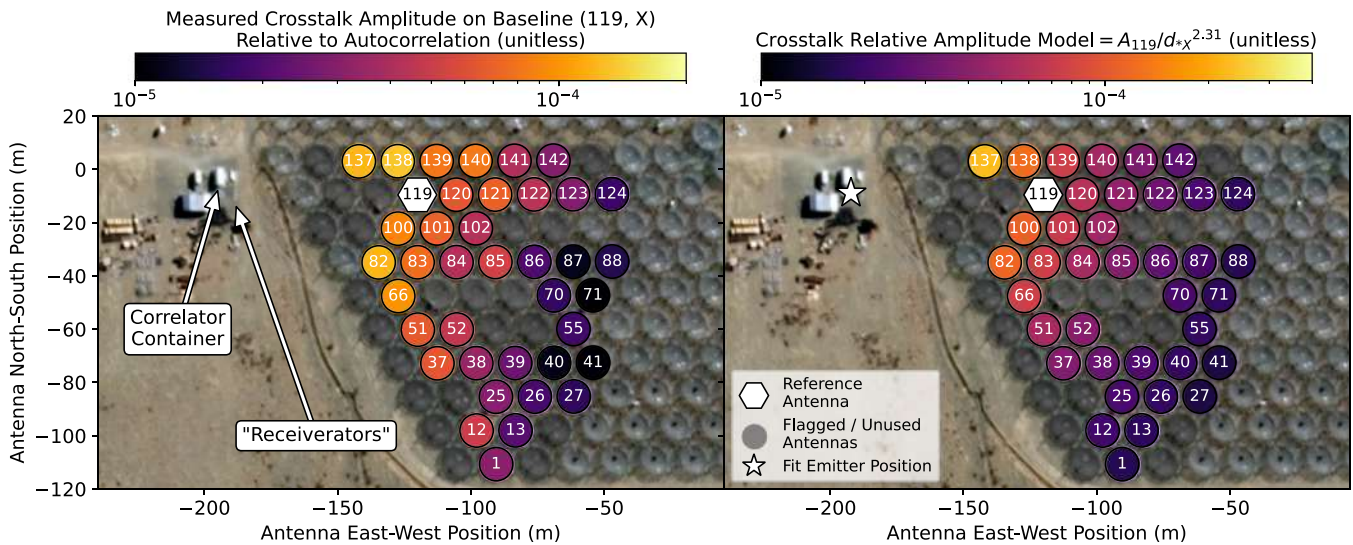 Measured Crosstalk Amplitude on Baseline (119, X)
Relative to Autocorrelation (unitless)
10⁻⁵ 10⁻⁴
Crosstalk Relative Amplitude Model = A₁₁₉/d∗X^2.31 (unitless)
10⁻⁵ 10⁻⁴
Antenna North-South Position (m)
20
0
−20
−40
−60
−80
−100
−120
137 138 139 140 141 142
119 120 121 122 123 124
100 101 102
82 83 84 85 86 87 88
66 70 71
51 52 55
37 38 39 40 41
25 26 27
12 13
1
Correlator
Container
"Receiverators"
−200 −150 −100 −50
Antenna East-West Position (m)
137 138 139 140 141 142
119 120 121 122 123 124
100 101 102
82 83 84 85 86 87 88
66 70 71
51 52 55
37 38 39 40 41
25 26 27
12 13
1
Reference
Antenna
Flagged / Unused
Antennas
Fit Emitter Position
−200 −150 −100 −50
Antenna East-West Position (m)